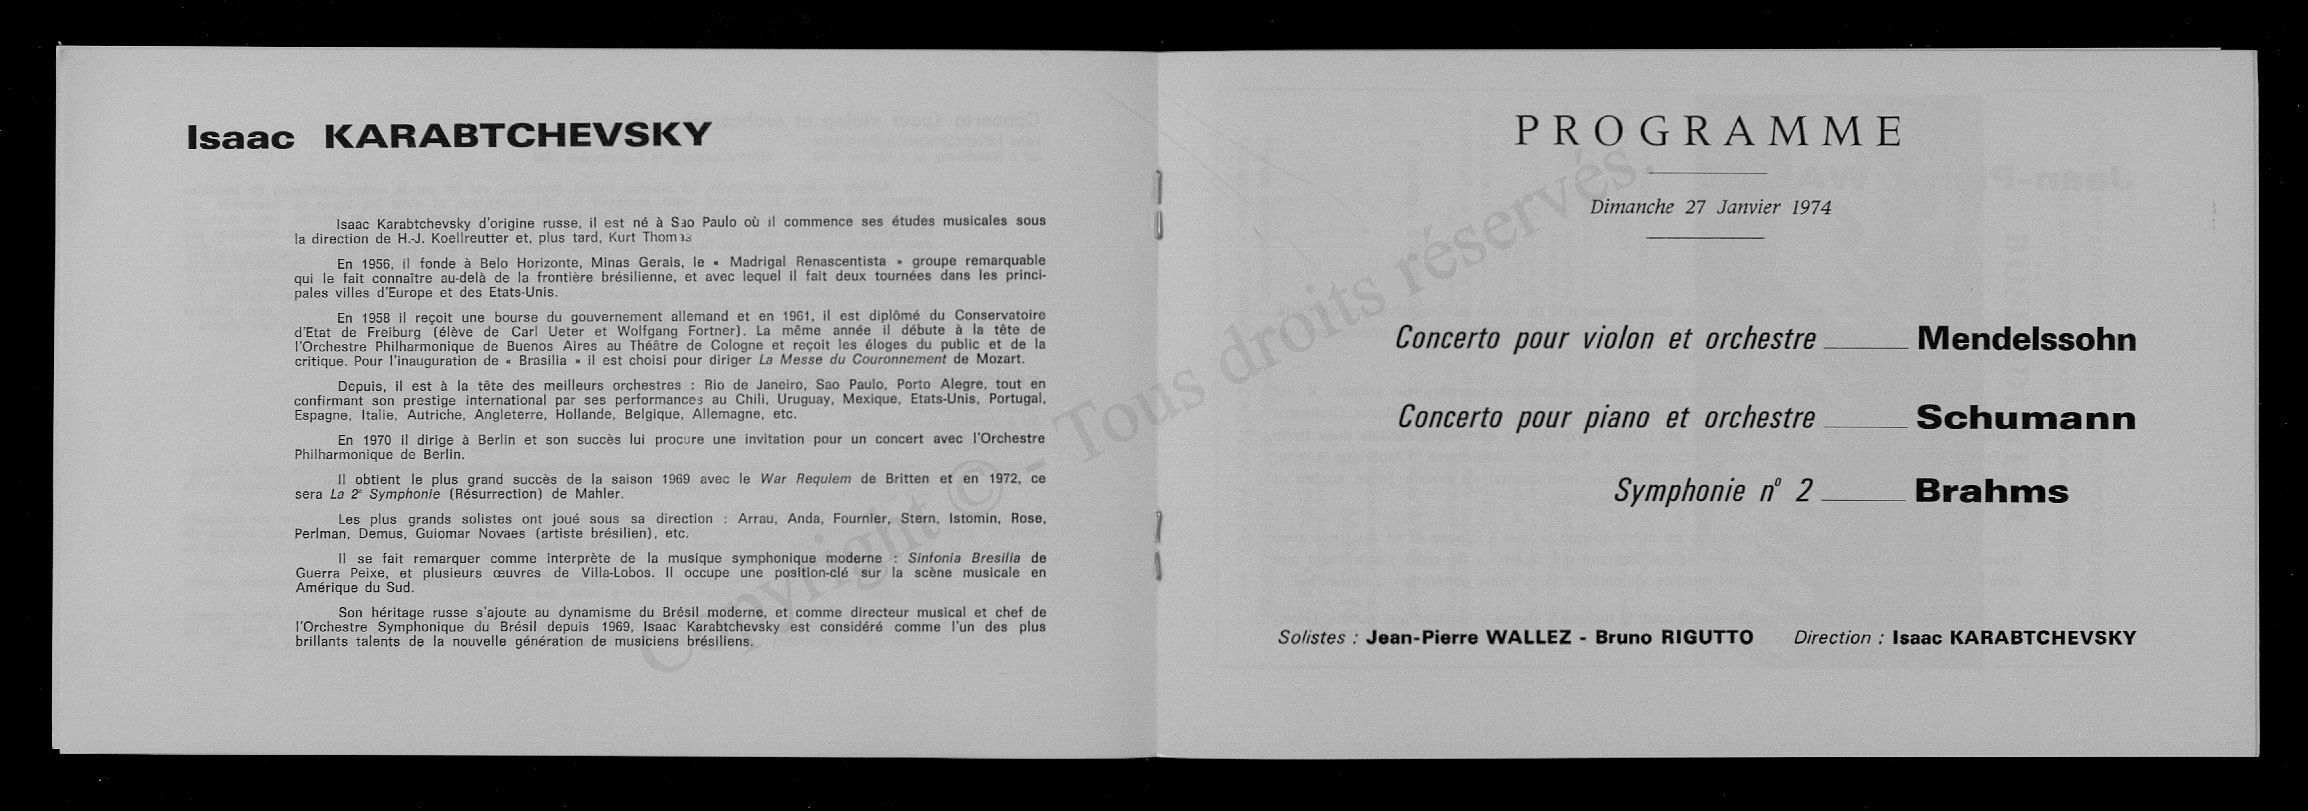 Isaac KARABTCHEVSKY
Isaac Karabtchevsky d'origine russe, il est né à Sao Paulo où il commence ses études musicales sous
la direction de H.-J. Koellreutter et, plus tard, Kurt Thomas
En 1956, il fonde à Belo Horizonte, Minas Gerais, le « Madrigal Renascentista » groupe remarquable
qui le fait connaître au-delà de la frontière brésilienne, et avec lequel il fait deux tournées dans les princi-
pales villes d'Europe et des Etats-Unis.
En 1958 il reçoit une bourse du gouvernement allemand et en 1961, il est diplômé du Conservatoire
d'Etat de Freiburg (élève de Carl Ueter et Wolfgang Fortner). La même année il débute à la tête de
l'Orchestre Philharmonique de Buenos Aires au Théâtre de Cologne et reçoit les éloges du public et de la
critique. Pour l'inauguration de « Brasilia » il est choisi pour diriger La Messe du Couronnement de Mozart.
Depuis, il est à la tête des meilleurs orchestres : Rio de Janeiro, Sao Paulo, Porto Alegre, tout en
confirmant son prestige international par ses performances au Chili, Uruguay, Mexique, Etats-Unis, Portugal,
Espagne, Italie, Autriche, Angleterre, Hollande, Belgique, Allemagne, etc.
En 1970 il dirige à Berlin et son succès lui procure une invitation pour un concert avec l'Orchestre
Philharmonique de Berlin.
Il obtient le plus grand succès de la saison 1969 avec le War Requiem de Britten et en 1972, ce
sera La 2e Symphonie (Résurrection) de Mahler.
Les plus grands solistes ont joué sous sa direction : Arrau, Anda, Fournier, Stern, Istomin, Rose,
Perlman, Demus, Guiomar Novaes (artiste brésilien), etc.
Il se fait remarquer comme interprète de la musique symphonique moderne : Sinfonia Bresilia de
Guerra Peixe, et plusieurs œuvres de Villa-Lobos. Il occupe une position-clé sur la scène musicale en
Amérique du Sud.
Son héritage russe s'ajoute au dynamisme du Brésil moderne, et comme directeur musical et chef de
l'Orchestre Symphonique du Brésil depuis 1969, Isaac Karabtchevsky est considéré comme l'un des plus
brillants talents de la nouvelle génération de musiciens brésiliens.
PROGRAMME
Dimanche 27 Janvier 1974
Concerto pour violon et orchestre Mendelssohn
Concerto pour piano et orchestre Schumann
Symphonie n° 2 Brahms
Solistes : Jean-Pierre WALLEZ - Bruno RIGUTTO Direction : Isaac KARABTCHEVSKY
Copyright © - Tous droits réservés.